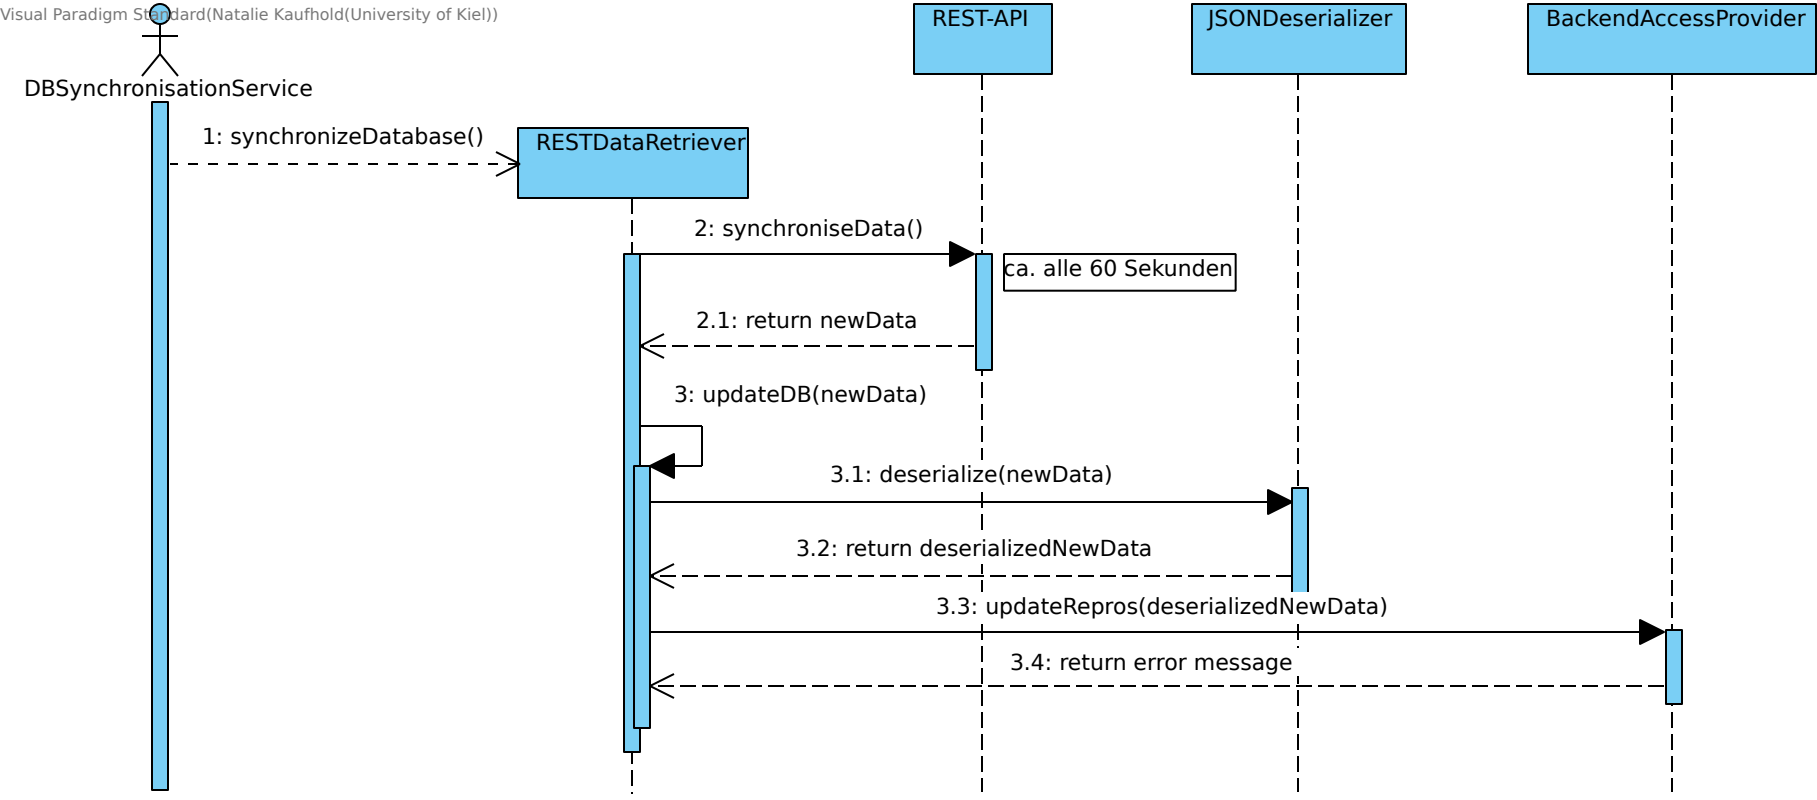 Visual Paradigm Standard(Natalie Kaufhold(University of Kiel))
REST-API
JSONDeserializer
BackendAccessProvider
DBSynchronisationService
1: synchronizeDatabase()
RESTDataRetriever
2: synchroniseData()
ca. alle 60 Sekunden
2.1: return newData
3: updateDB(newData)
3.1: deserialize(newData)
3.2: return deserializedNewData
3.3: updateRepros(deserializedNewData)
3.4: return error message